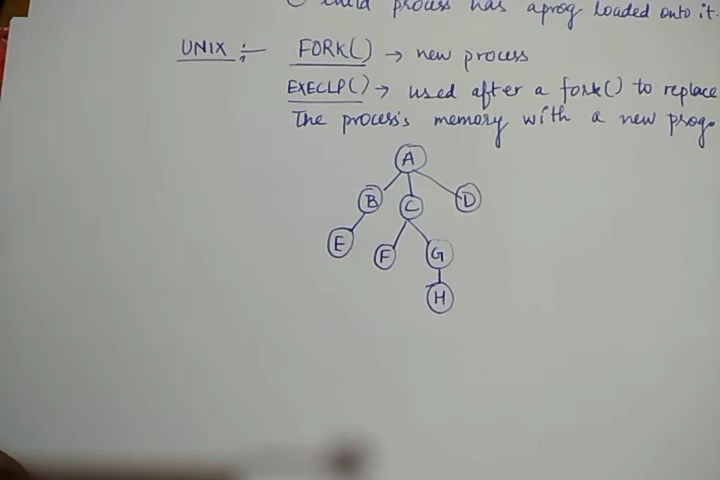 child process has a prog loaded onto it.
UNIX :- FORK() → new process
EXECLP() → used after a fork() to replace
the process's memory with a new prog.
A
B C D
E F G
H